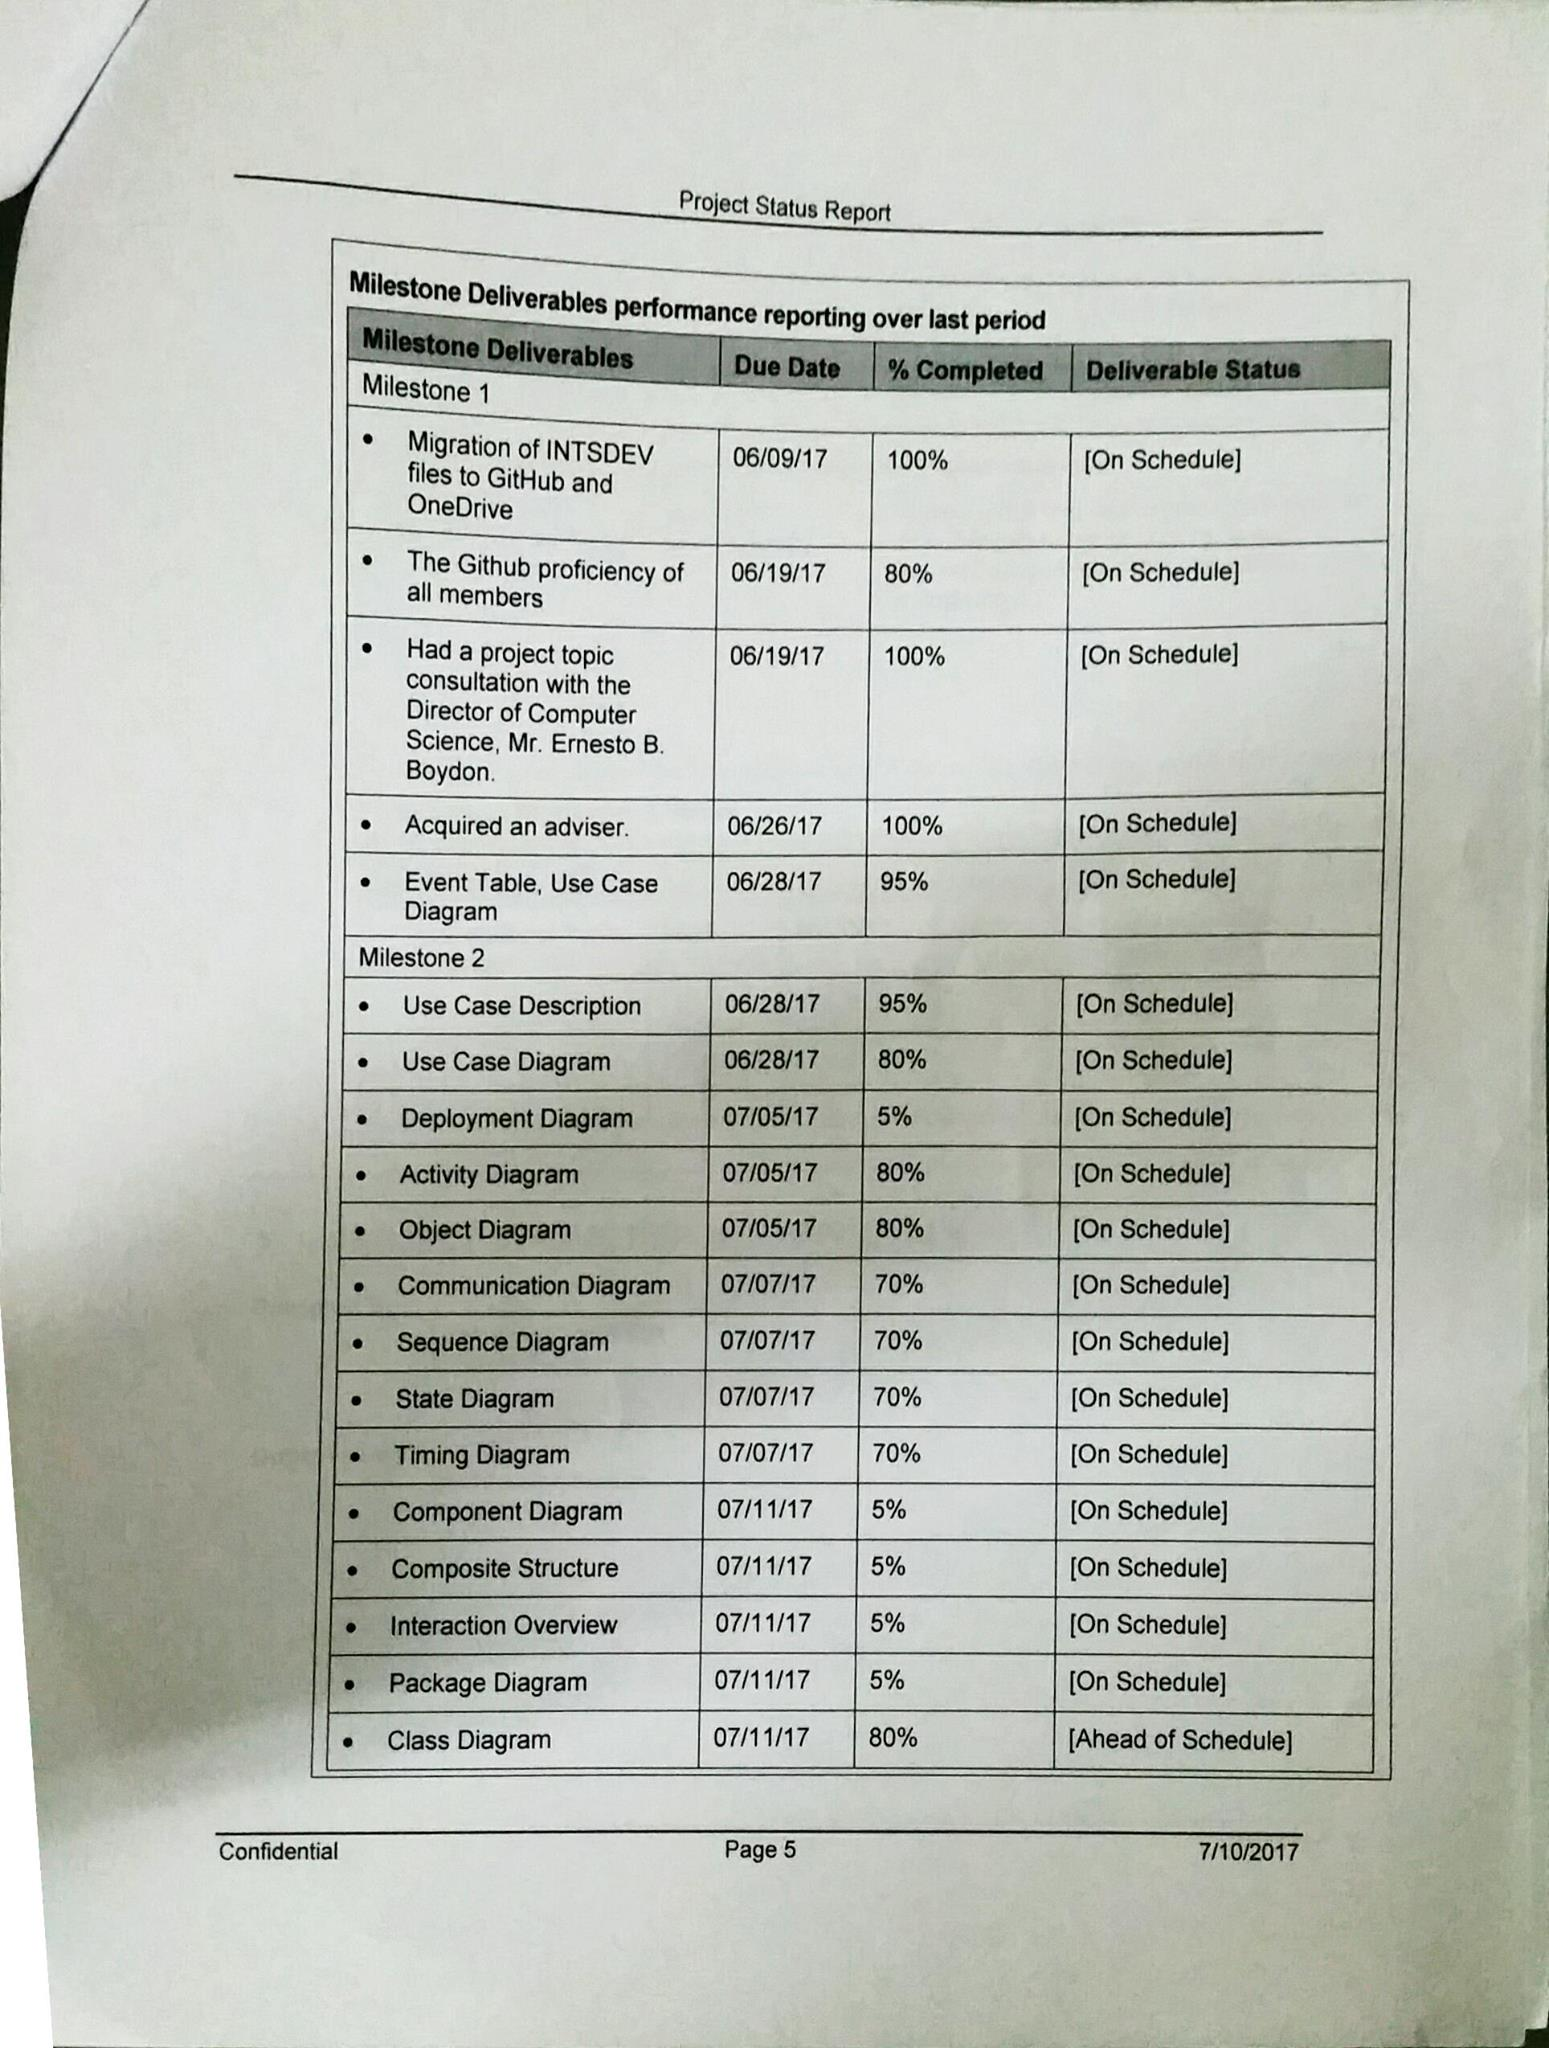 Project Status Report
Milestone Deliverables performance reporting over last period
Milestone Deliverables Due Date % Completed Deliverable Status
Milestone 1
• Migration of INTSDEV 06/09/17 100% [On Schedule]
files to GitHub and
OneDrive
• The Github proficiency of 06/19/17 80% [On Schedule]
all members
• Had a project topic 06/19/17 100% [On Schedule]
consultation with the
Director of Computer
Science, Mr. Ernesto B.
Boydon.
• Acquired an adviser. 06/26/17 100% [On Schedule]
• Event Table, Use Case 06/28/17 95% [On Schedule]
Diagram
Milestone 2
• Use Case Description 06/28/17 95% [On Schedule]
• Use Case Diagram 06/28/17 80% [On Schedule]
• Deployment Diagram 07/05/17 5% [On Schedule]
• Activity Diagram 07/05/17 80% [On Schedule]
• Object Diagram 07/05/17 80% [On Schedule]
• Communication Diagram 07/07/17 70% [On Schedule]
• Sequence Diagram 07/07/17 70% [On Schedule]
• State Diagram 07/07/17 70% [On Schedule]
• Timing Diagram 07/07/17 70% [On Schedule]
• Component Diagram 07/11/17 5% [On Schedule]
• Composite Structure 07/11/17 5% [On Schedule]
• Interaction Overview 07/11/17 5% [On Schedule]
• Package Diagram 07/11/17 5% [On Schedule]
• Class Diagram 07/11/17 80% [Ahead of Schedule]
Confidential Page 5 7/10/2017